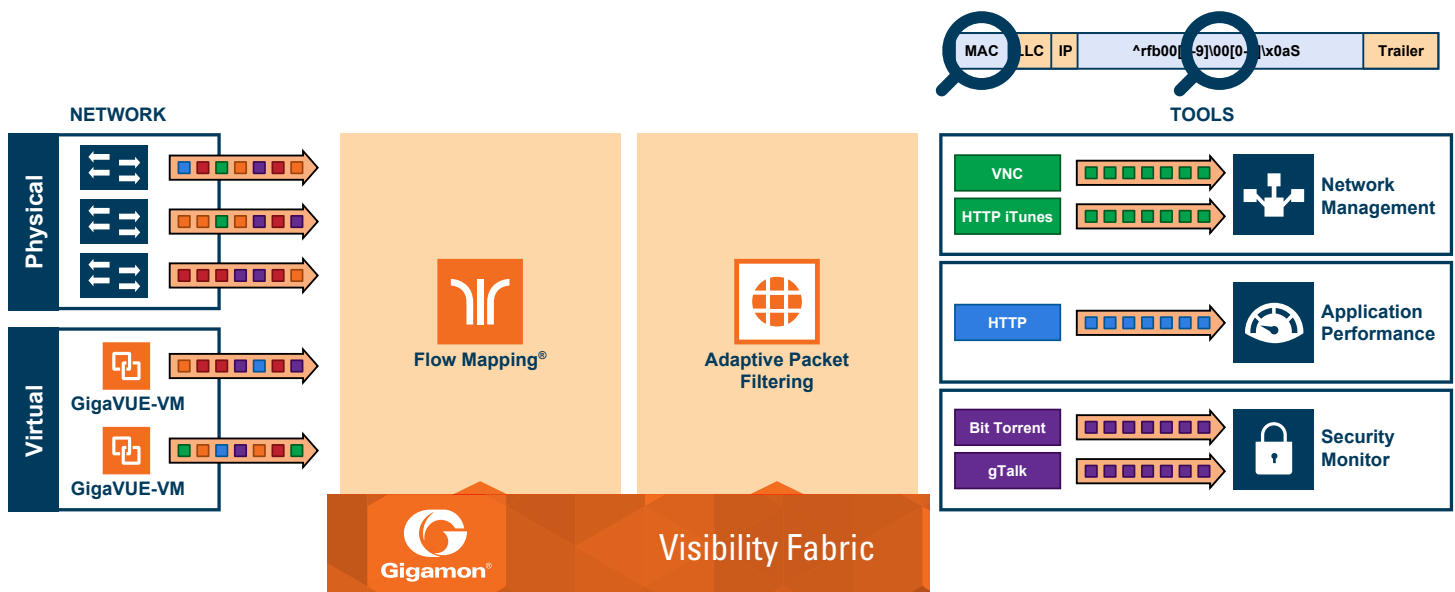 MAC LLC IP ^rfb00[ -9]\00[0- ]\x0aS Trailer
NETWORK
TOOLS
Physical
Virtual
GigaVUE-VM
GigaVUE-VM
Flow Mapping®
Adaptive Packet
Filtering
VNC
HTTP iTunes
Network
Management
HTTP
Application
Performance
Bit Torrent
gTalk
Security
Monitor
Gigamon®
Visibility Fabric